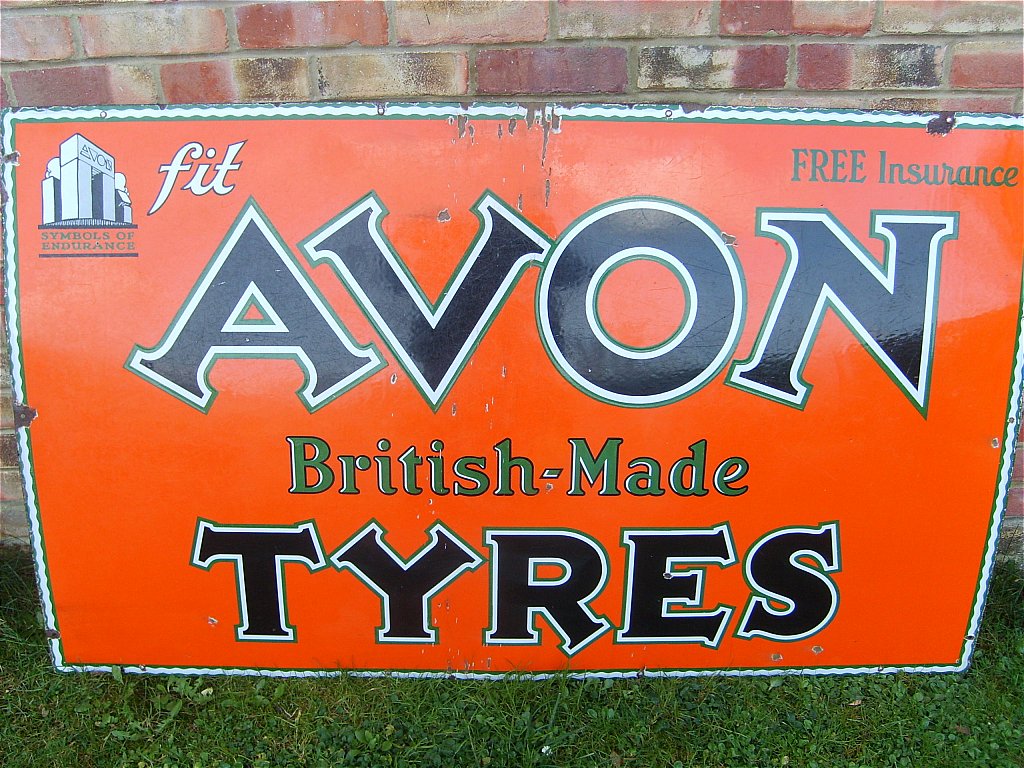 AVON
SYMBOLS OF
ENDURANCE
fit
FREE Insurance
AVON
British-Made
TYRES